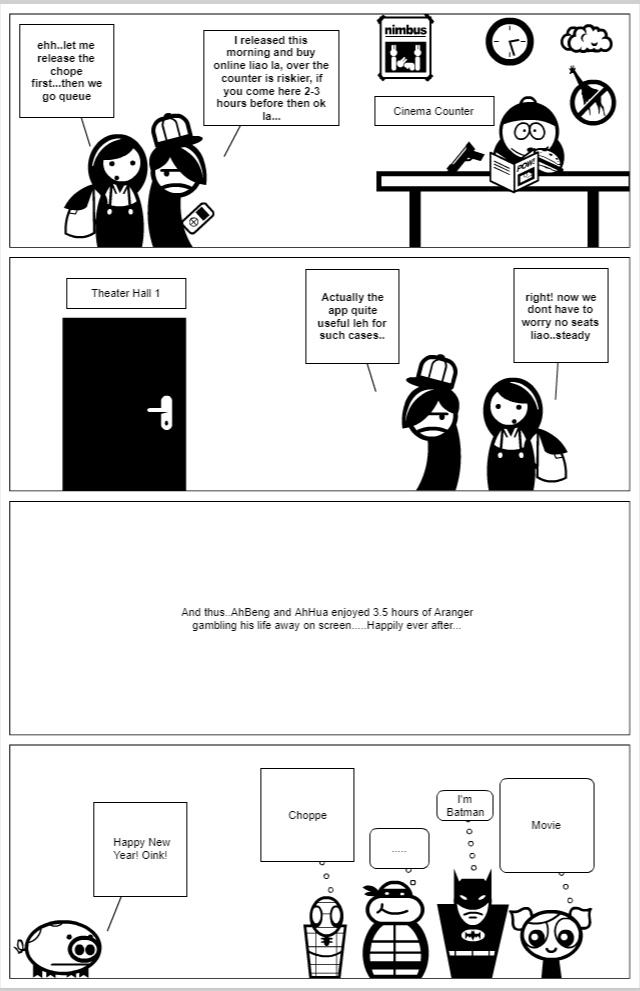 ehh..let me
release the
chope
first...then we
go queue
I released this
morning and buy
online liao la, over the
counter is riskier, if
you come here 2-3
hours before then ok
la...
nimbus
Cinema Counter
POW!
Theater Hall 1
Actually the
app quite
useful leh for
such cases..
right! now we
dont have to
worry no seats
liao..steady
And thus..AhBeng and AhHua enjoyed 3.5 hours of Aranger
gambling his life away on screen.....Happily ever after...
Happy New
Year! Oink!
Choppe
.....
I'm
Batman
Movie